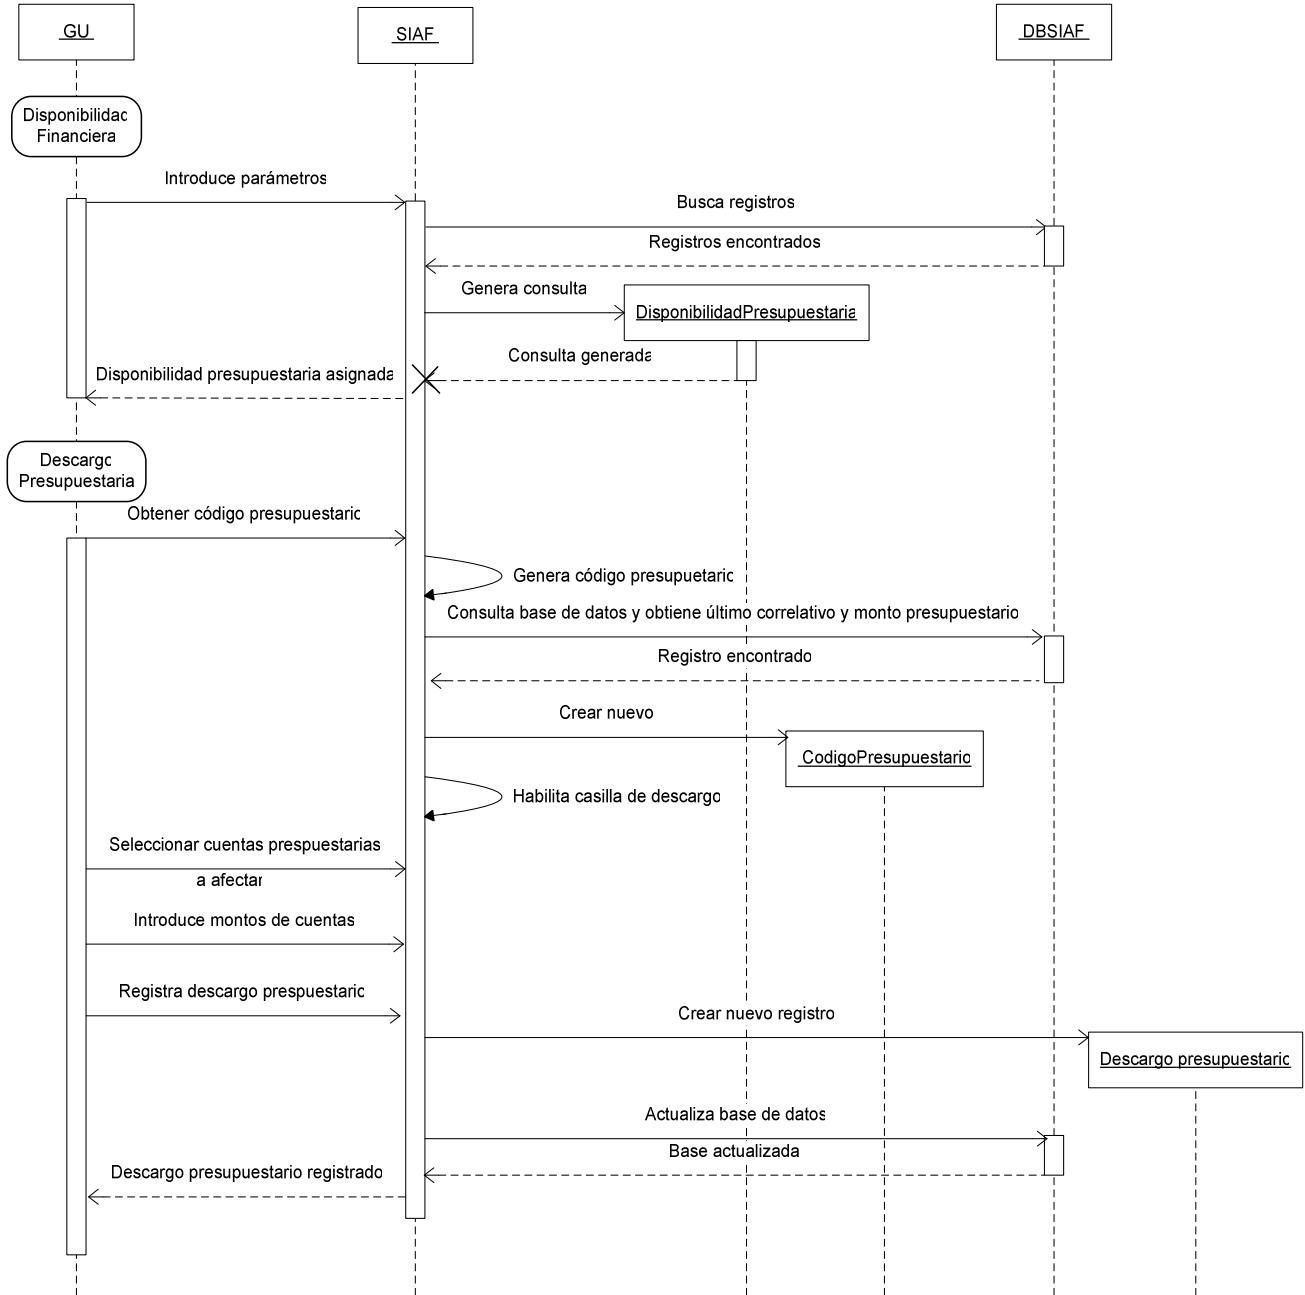 GU
SIAF
DBSIAF
Disponibilidad
Financiera
Introduce parámetros
Busca registros
Registros encontrados
Genera consulta
DisponibilidadPresupuestaria
Consulta generada
Disponibilidad presupuestaria asignada
Descargo
Presupuestaria
Obtener código presupuestario
Genera código presupuetario
Consulta base de datos y obtiene último correlativo y monto presupuestario
Registro encontrado
Crear nuevo
CodigoPresupuestario
Habilita casilla de descargo
Seleccionar cuentas prespuestarias
a afectar
Introduce montos de cuentas
Registra descargo prespuestario
Crear nuevo registro
Descargo presupuestario
Actualiza base de datos
Base actualizada
Descargo presupuestario registrado